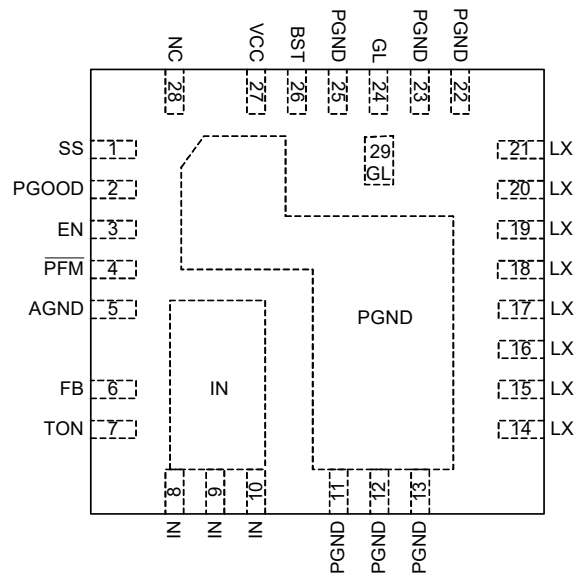 NC
VCC
BST
PGND
GL
PGND
PGND
28
27
26
25
24
23
22
SS 1
PGOOD 2
EN 3
PFM 4
AGND 5
FB 6
TON 7
29
GL
21 LX
20 LX
19 LX
18 LX
17 LX
16 LX
15 LX
14 LX
PGND
IN
8
9
10
11
12
13
IN
IN
IN
PGND
PGND
PGND